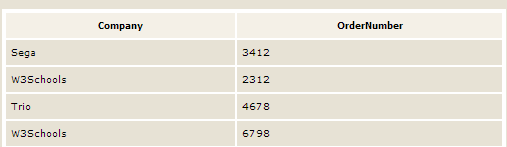 Company OrderNumber
Sega 3412
W3Schools 2312
Trio 4678
W3Schools 6798